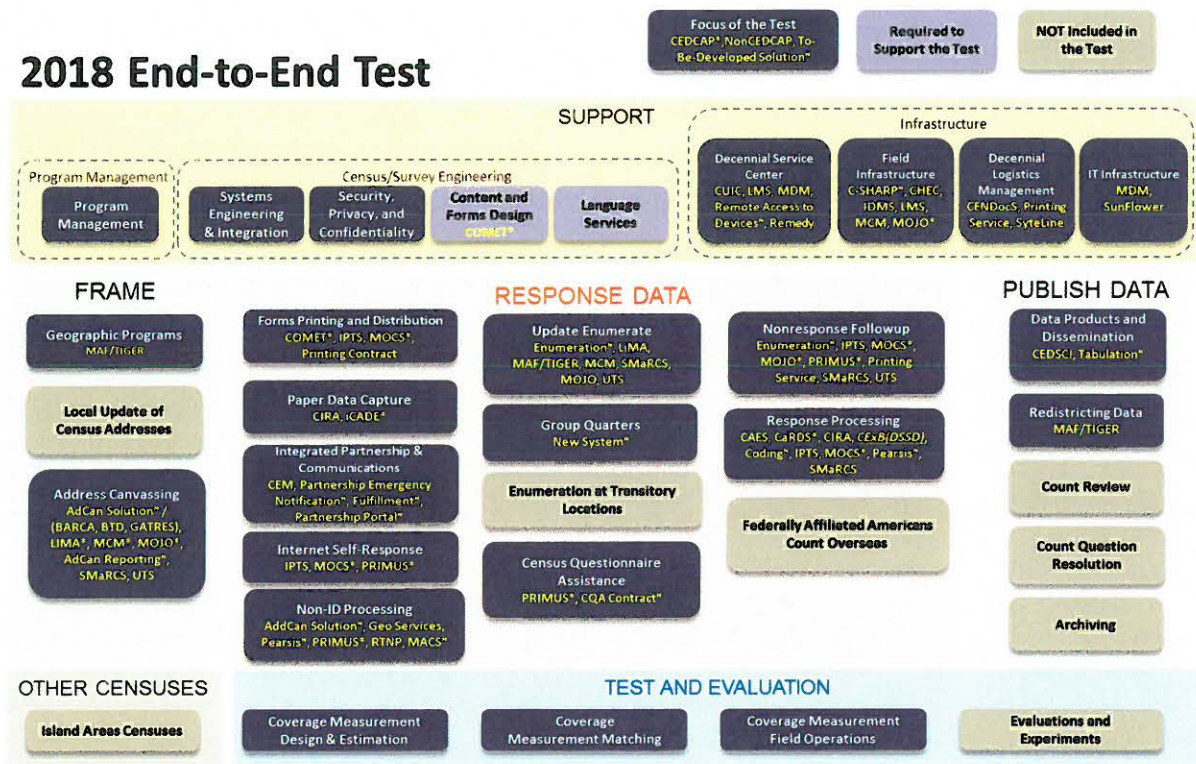 2018 End-to-End Test
Focus of the Test
CEDCAP*,NonCEDCAP, To-
Be-Developed Solution^
Required to
Support the Test
NOT Included in
the Test
SUPPORT
Program Management
Program
Management
Census/Survey Engineering
Systems
Engineering
& Integration
Security,
Privacy, and
Confidentiality
Content and
Forms Design
COMET*
Language
Services
Infrastructure
Decennial Service
Center
CUIC, LMS, MDM,
Remote Access to
Devices^, Remedy
Field
Infrastructure
C-SHARP*, CHEC,
IDMS, LMS,
MCM, MOJO*
Decennial
Logistics
Management
CENDocS, Printing
Service, SyteLine
IT Infrastructure
MDM,
SunFlower
FRAME
Geographic Programs
MAF/TIGER
Local Update of
Census Addresses
Address Canvassing
AdCan Solution^ /
(BARCA, BTD, GATRES),
LiMA*, MCM*, MOJO*,
AdCan Reporting^,
SMaRCS, UTS
RESPONSE DATA
Forms Printing and Distribution
COMET*, IPTS, MOCS*,
Printing Contract
Paper Data Capture
CIRA, iCADE*
Integrated Partnership &
Communications
CEM, Partnership Emergency
Notification^, Fulfillment^,
Partnership Portal^
Internet Self-Response
IPTS, MOCS*, PRIMUS*
Non-ID Processing
AddCan Solution^, Geo Services,
Pearsis^, PRIMUS*, RTNP, MACS^
Update Enumerate
Enumeration^, LiMA,
MAF/TIGER, MCM, SMaRCS,
MOJO, UTS
Group Quarters
New System^
Enumeration at Transitory
Locations
Census Questionnaire
Assistance
PRIMUS*, CQA Contract^
Nonresponse Followup
Enumeration^, IPTS, MOCS*,
MOJO*, PRIMUS*, Printing
Service, SMaRCS, UTS
Response Processing
CAES, CaRDS*, CIRA, CExB(DSSD),
Coding^, IPTS, MOCS*, Pearsis^,
SMaRCS
Federally Affiliated Americans
Count Overseas
PUBLISH DATA
Data Products and
Dissemination
CEDSCI, Tabulation^
Redistricting Data
MAF/TIGER
Count Review
Count Question
Resolution
Archiving
OTHER CENSUSES
Island Areas Censuses
TEST AND EVALUATION
Coverage Measurement
Design & Estimation
Coverage
Measurement Matching
Coverage Measurement
Field Operations
Evaluations and
Experiments